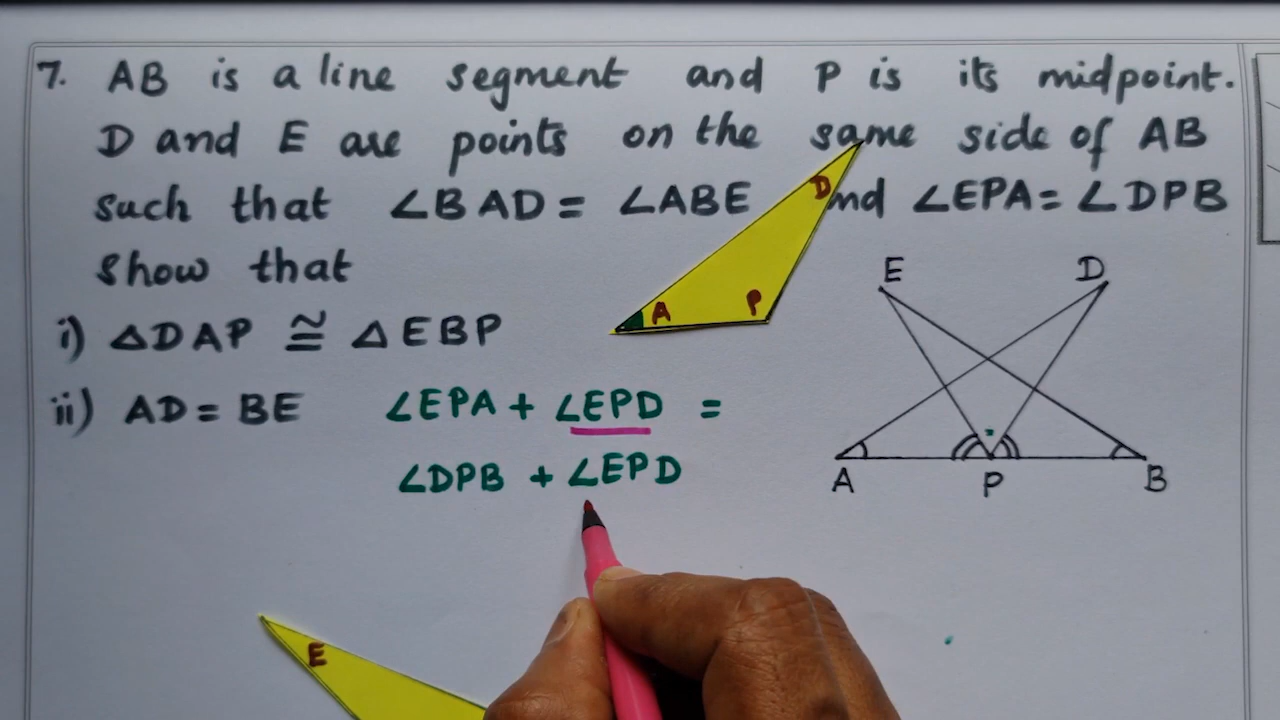 7. AB is a line segment and P is its midpoint.
D and E are points on the same side of AB
such that ∠BAD = ∠ABE and ∠EPA = ∠DPB
show that
i) △DAP ≅ △EBP
ii) AD = BE
∠EPA + ∠EPD =
∠DPB + ∠EPD
D
A P
E D
A P B
E